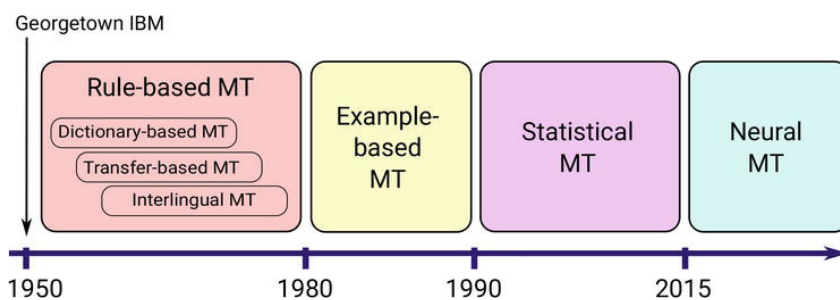 Georgetown IBM
Rule-based MT
Dictionary-based MT
Transfer-based MT
Interlingual MT
Example-
based
MT
Statistical
MT
Neural
MT
1950
1980
1990
2015